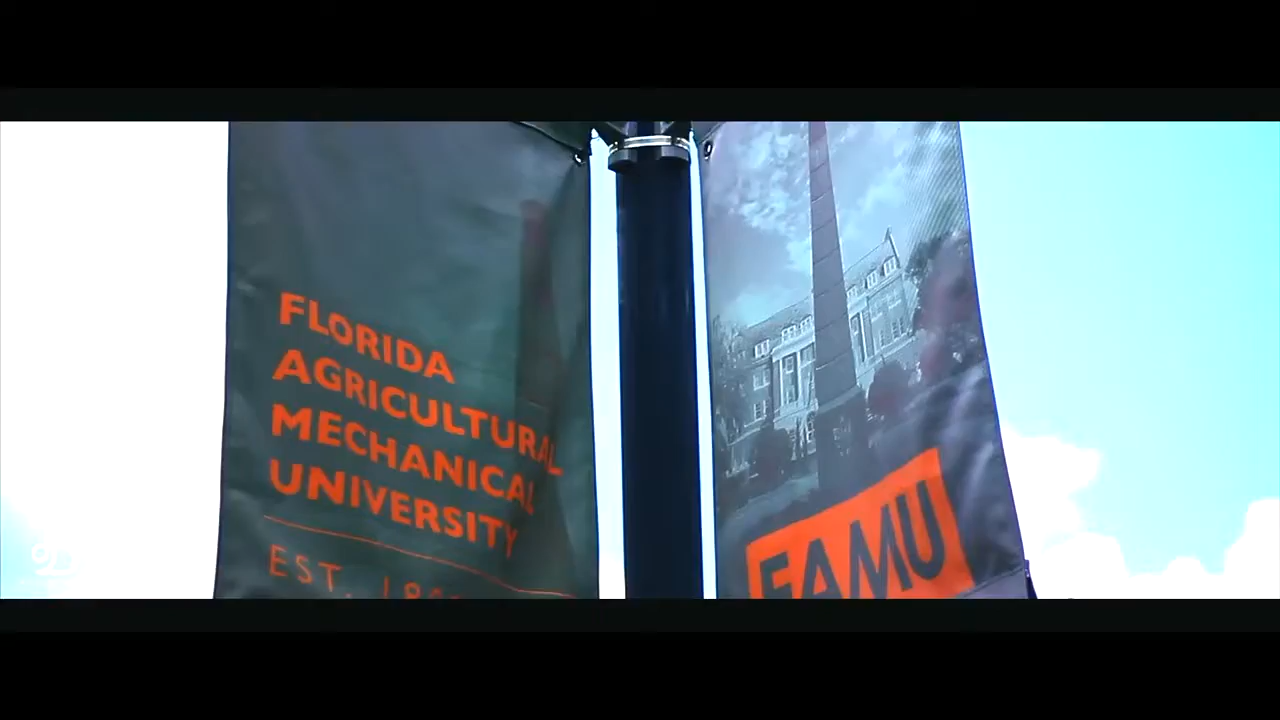 FLORIDA
AGRICULTURAL
MECHANICAL
UNIVERSITY
EST.
FAMU